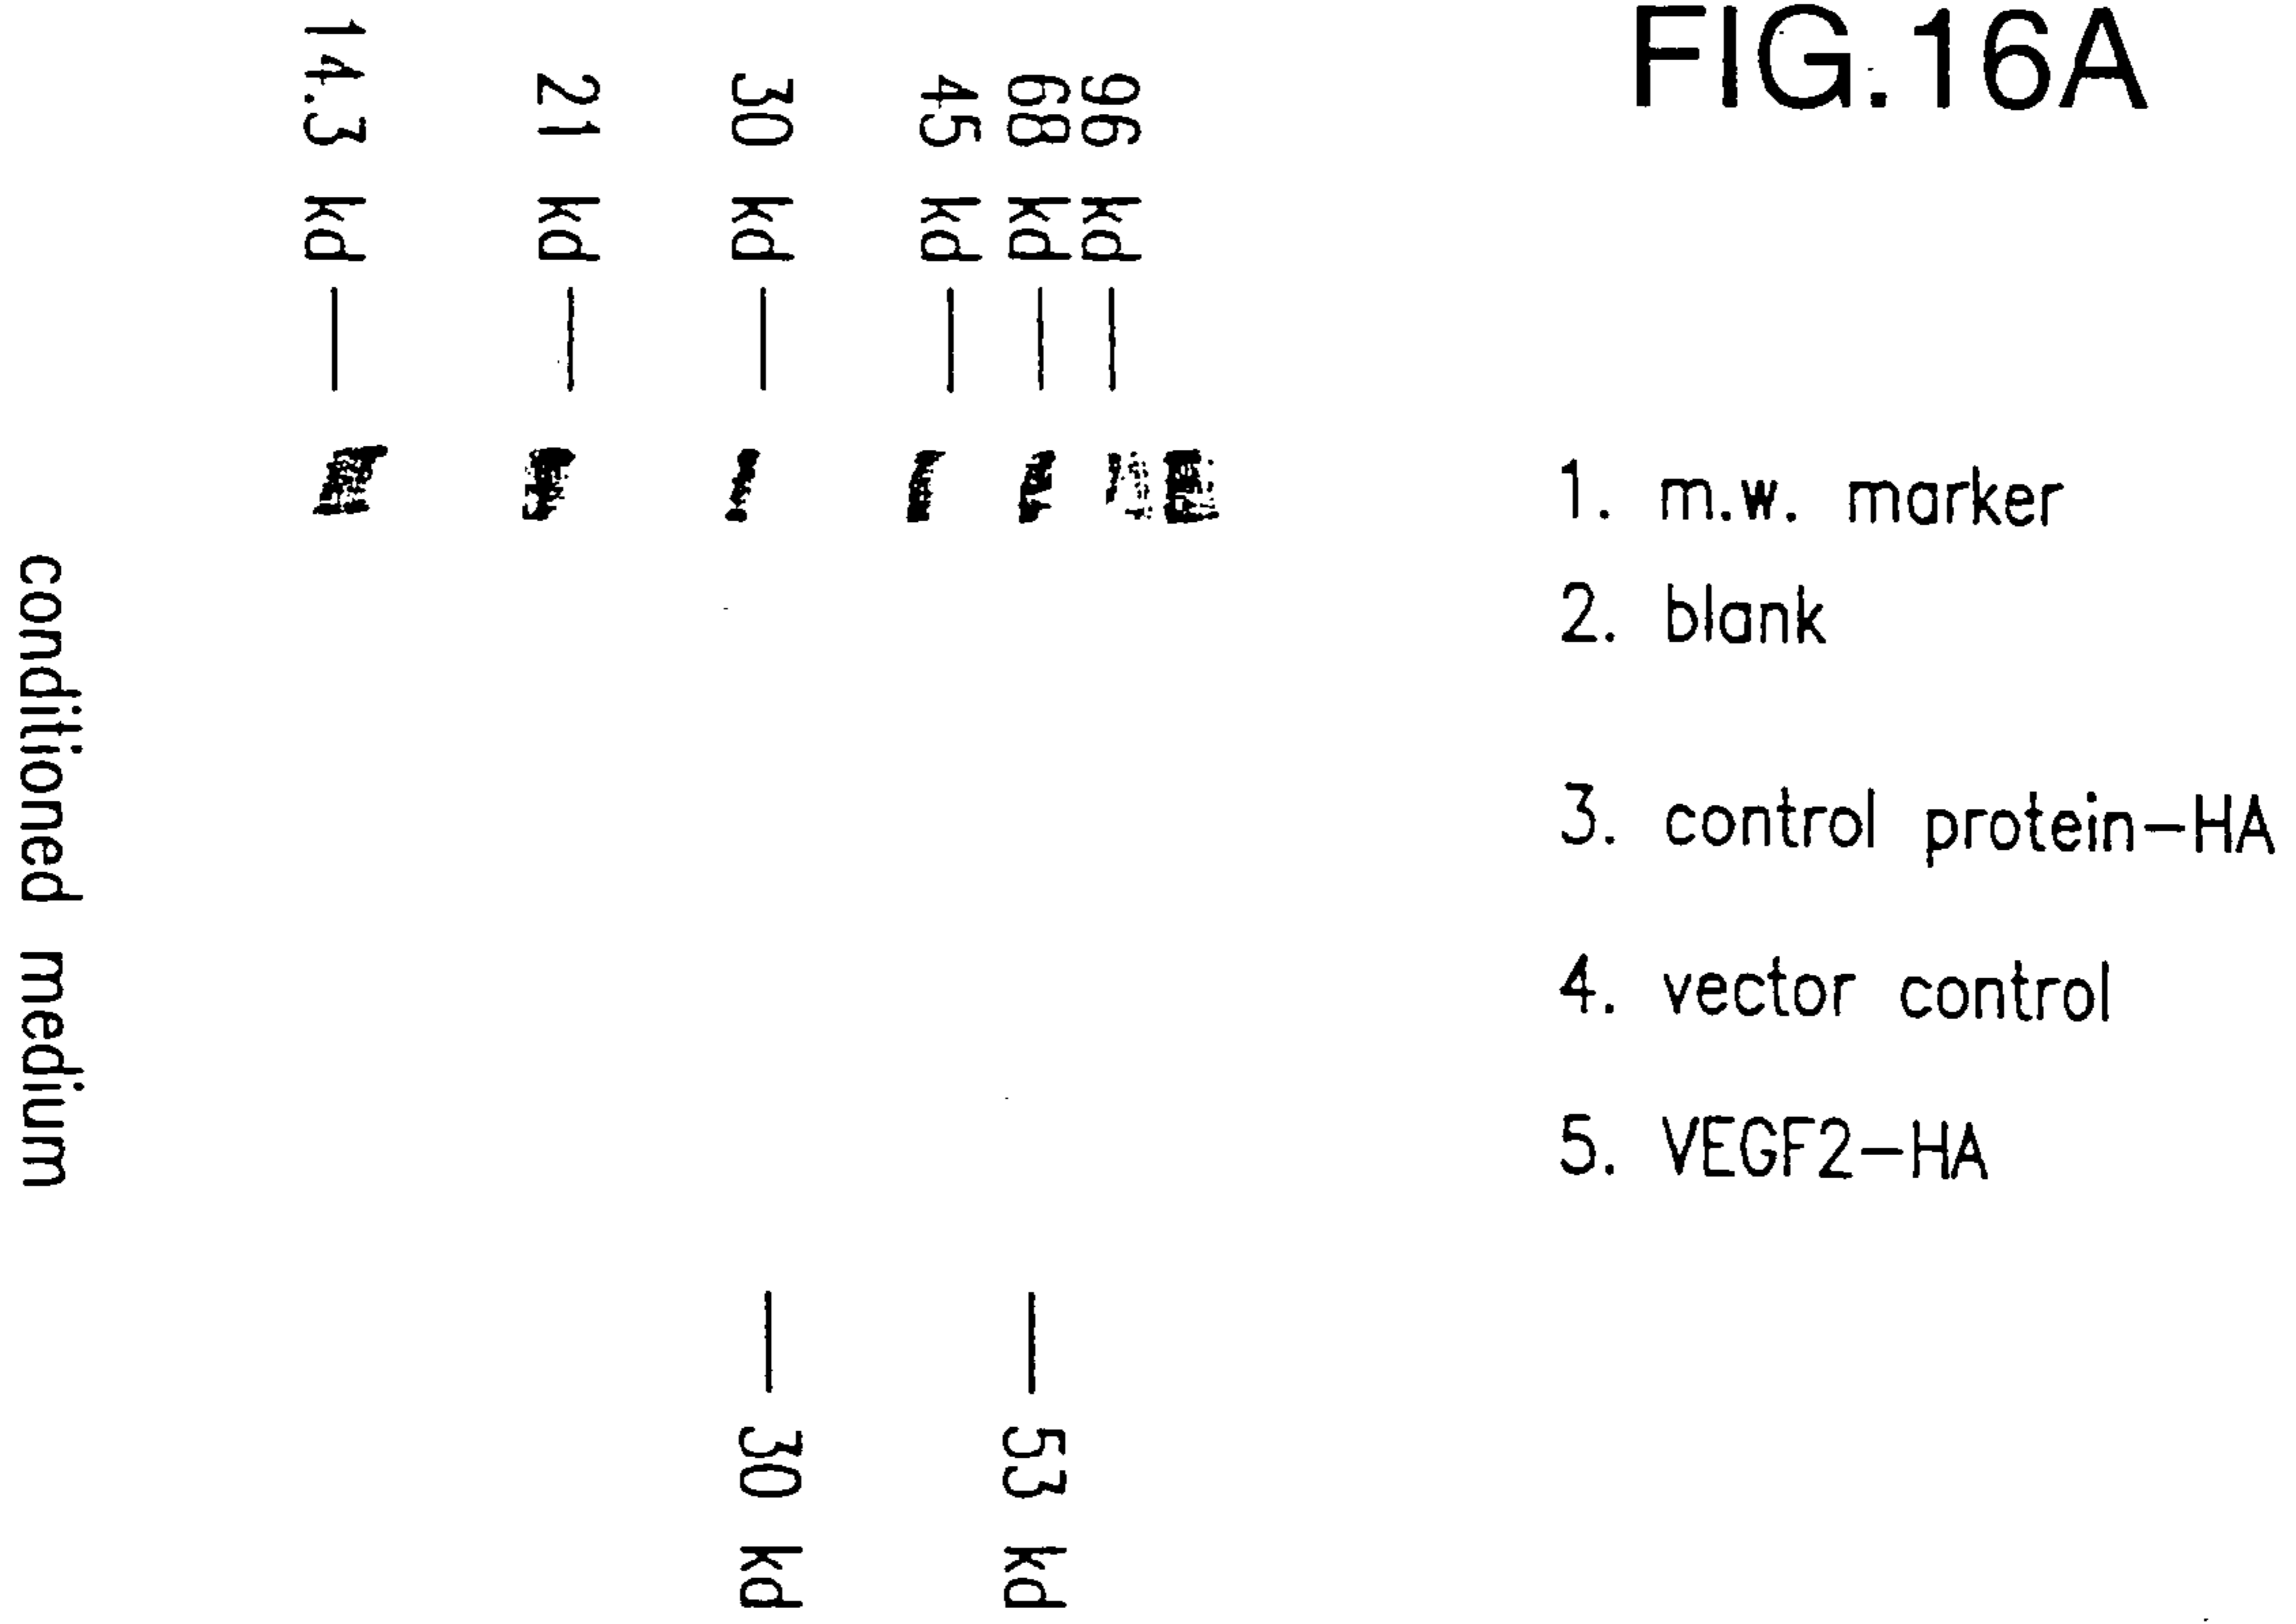 FIG.16A
96 kd
68 kd
45 kd
30 kd
21 kd
14.3 kd
1. m.w. marker
2. blank
3. control protein-HA
4. vector control
5. VEGF2-HA
53 kd
30 kd
conditioned medium